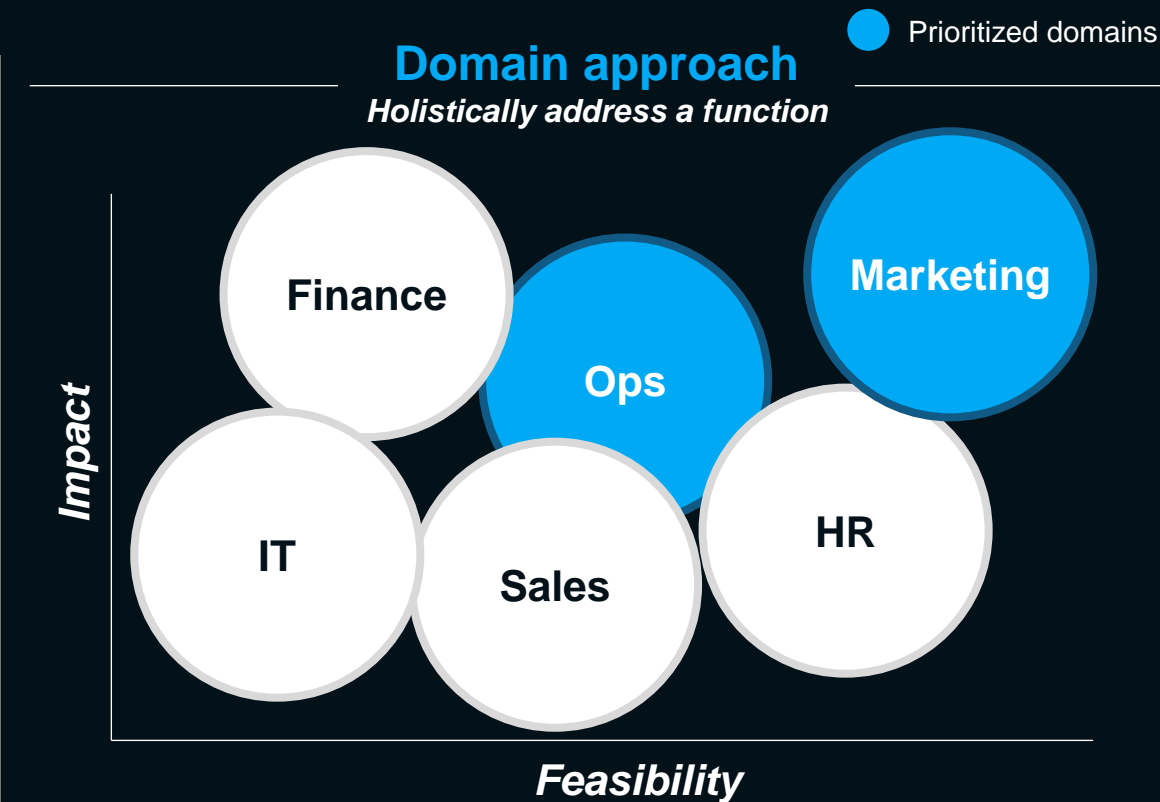 Prioritized domains
Domain approach
Holistically address a function
Finance
Marketing
Ops
Impact
IT
Sales
HR
Feasibility